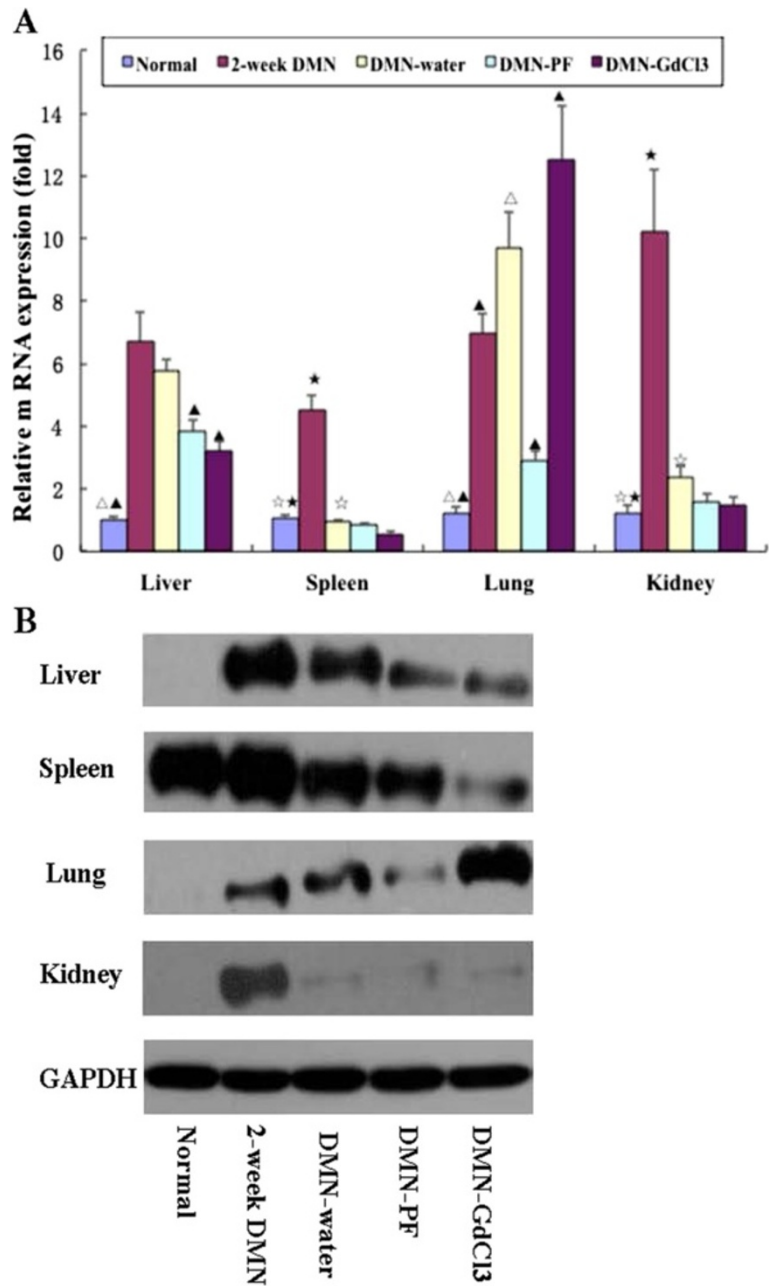 A
Normal 2-week DMN DMN-water DMN-PF DMN-GdCl3
Relative m RNA expression (fold)
16
14
12
10
8
6
4
2
0
△▲ ▲ ▲ ☆★ ★ ☆ △▲ ▲ △ ▲ ▲ ☆★ ★ ☆
Liver Spleen Lung Kidney
B
Liver
Spleen
Lung
Kidney
GAPDH
Normal
2-week DMN
DMN-water
DMN-PF
DMN-GdCl3